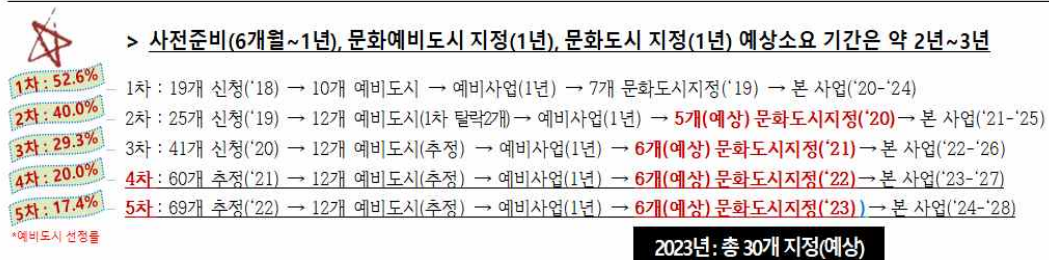 > 사전준비(6개월~1년), 문화예비도시 지정(1년), 문화도시 지정(1년) 예상소요 기간은 약 2년~3년
1차 : 52.6%
1차 : 19개 신청('18) → 10개 예비도시 → 예비사업(1년) → 7개 문화도시지정('19) → 본 사업('20-'24)
2차 : 40.0%
2차 : 25개 신청('19) → 12개 예비도시(1차 탈락2개)→ 예비사업(1년) → 5개(예상) 문화도시지정('20)→ 본 사업('21-'25)
3차 : 29.3%
3차 : 41개 신청('20) → 12개 예비도시(추정) → 예비사업(1년) → 6개(예상) 문화도시지정('21)→ 본 사업('22-'26)
4차 : 20.0%
4차 : 60개 추정('21) → 12개 예비도시(추정) → 예비사업(1년) → 6개(예상) 문화도시지정('22)→ 본 사업('23-'27)
5차 : 17.4%
5차 : 69개 추정('22) → 12개 예비도시(추정) → 예비사업(1년) → 6개(예상) 문화도시지정('23) )→ 본 사업('24-'28)
*예비도시 선정률
2023년 : 총 30개 지정(예상)